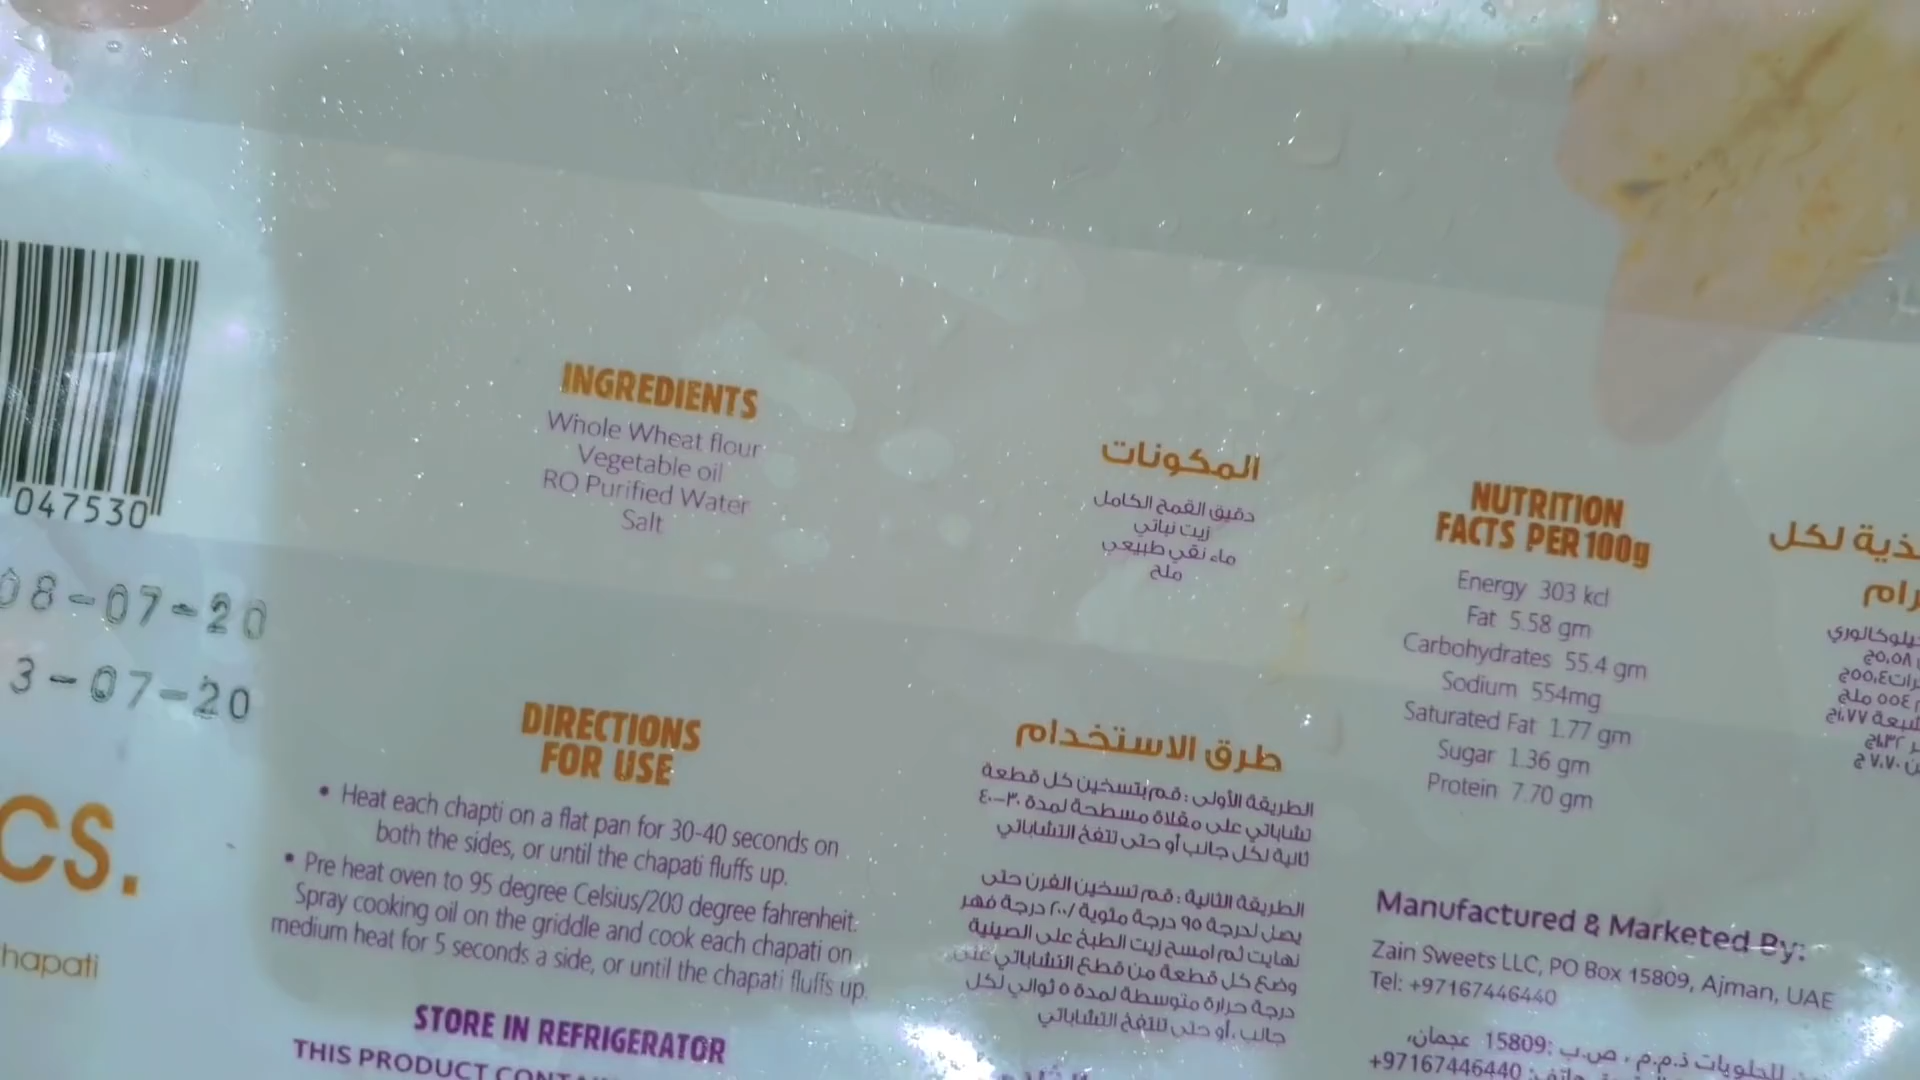 047530
08-07-20
3-07-20
CS.
hapati
INGREDIENTS
Whole Wheat flour
Vegetable oil
RO Purified Water
Salt
المكونات
دقيق القمح الكامل
زيت نباتي
ماء نقي طبيعي
ملح
NUTRITION
FACTS PER 100g
Energy 303 kcl
Fat 5.58 gm
Carbohydrates 55.4 gm
Sodium 554mg
Saturated Fat 1.77 gm
Sugar 1.36 gm
Protein 7.70 gm
لكل
DIRECTIONS
FOR USE
• Heat each chapti on a flat pan for 30-40 seconds on
both the sides, or until the chapati fluffs up.
• Pre heat oven to 95 degree Celsius/200 degree fahrenheit.
Spray cooking oil on the griddle and cook each chapati on
medium heat for 5 seconds a side, or until the chapati fluffs up.
STORE IN REFRIGERATOR
THIS PRODUCT
طرق الاستخدام
الطريقة الأولى : قم بتسخين كل قطعة
تشاباتي على مقلاة مسطحة لمدة ٣٠-٤٠
ثانية لكل جانب أو حتى تنتفخ التشاباتي
الطريقة الثانية : قم تسخين الفرن حتى
يصل لدرجة ٩٥ درجة مئوية /٢٠٠ درجة فهر
نهايت ثم امسح زيت الطبخ على الصينية
وضع كل قطعة من قطع التشاباتي على
درجة حرارة متوسطة لمدة ٥ ثوالي لكل
جانب ، أو حتى تنتفخ التشاباتي
Manufactured & Marketed By:
Zain Sweets LLC, PO Box 15809, Ajman, UAE
Tel: +97167446440
للحلويات ذ.م.م ، ص.ب :15809 عجمان،
+97167446440